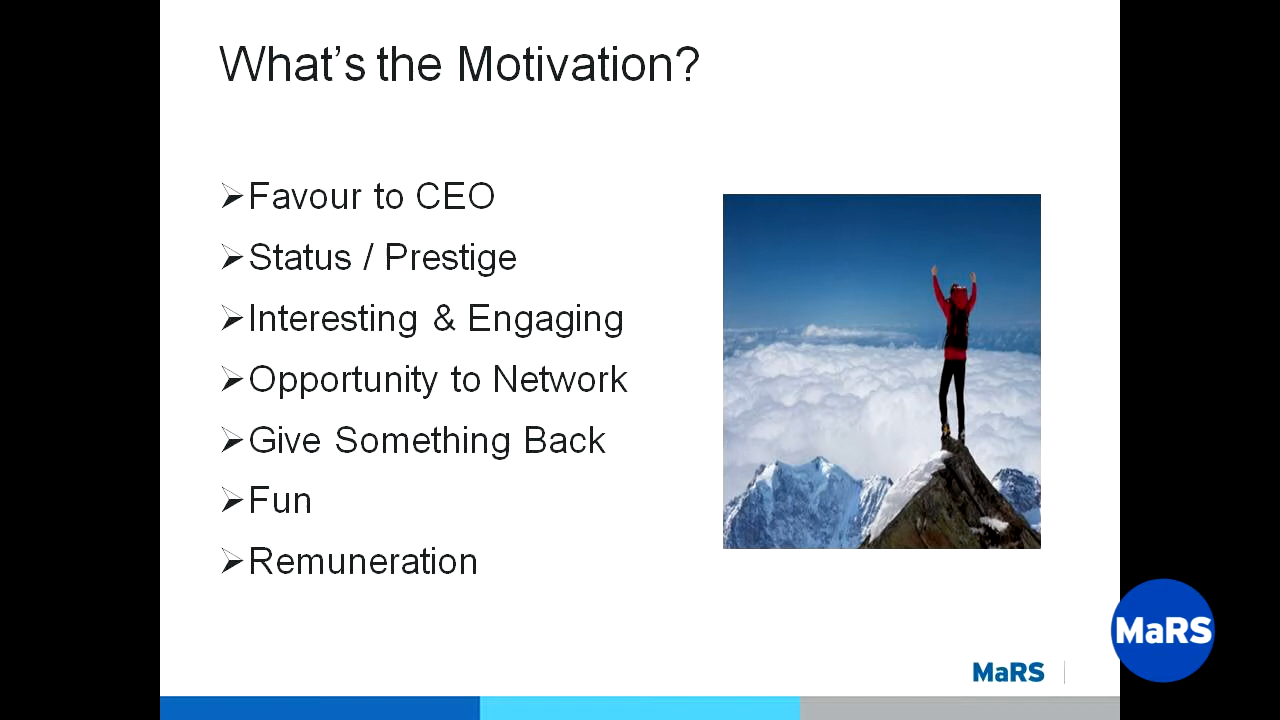 What's the Motivation?
Favour to CEO
Status / Prestige
Interesting & Engaging
Opportunity to Network
Give Something Back
Fun
Remuneration
MaRS
MaRS